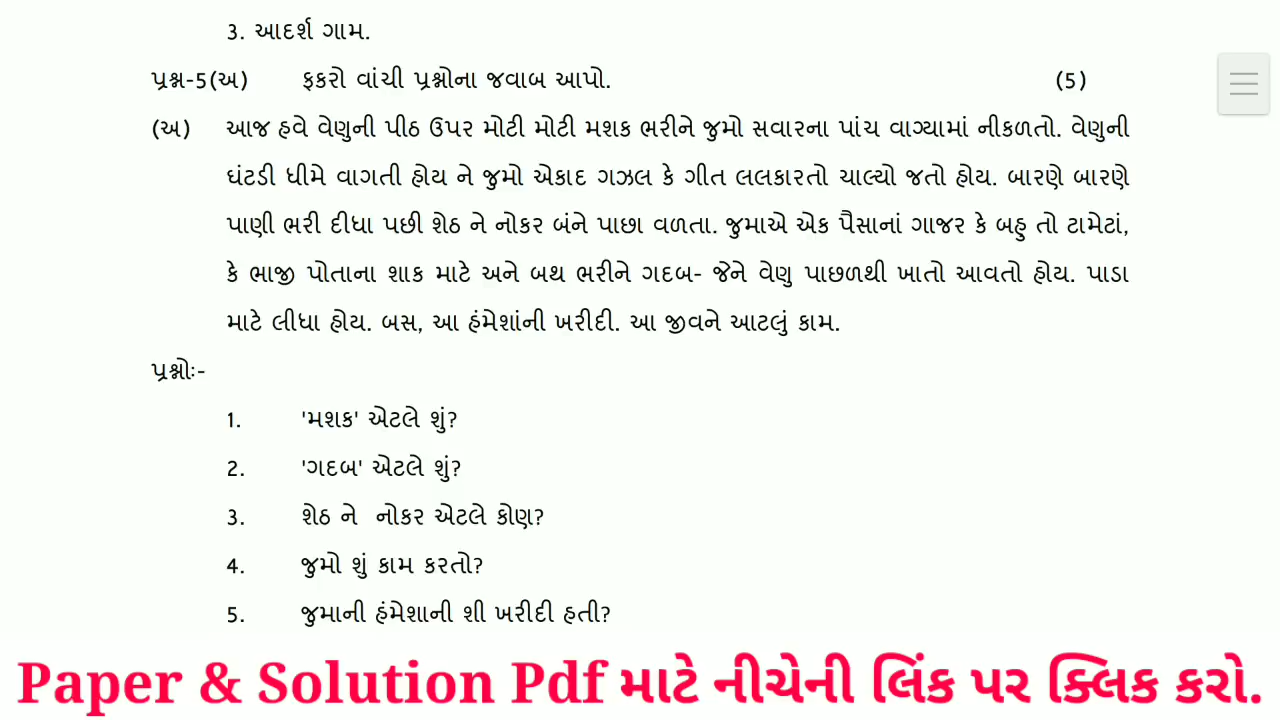 3. આદર્શ ગામ.
પ્રશ્ન-5(અ) ફકરો વાંચી પ્રશ્નોના જવાબ આપો. (5)
(અ) આજ હવે વેણુની પીઠ ઉપર મોટી મોટી મશક ભરીને જુમો સવારના પાંચ વાગ્યામાં નીકળતો. વેણુની
ઘંટડી ધીમે વાગતી હોય ને જુમો એકાદ ગઝલ કે ગીત લલકારતો ચાલ્યો જતો હોય. બારણે બારણે
પાણી ભરી દીધા પછી શેઠ ને નોકર બંને પાછા વળતા. જુમાએ એક પૈસાનાં ગાજર કે બહુ તો ટામેટાં,
કે ભાજી પોતાના શાક માટે અને બથ ભરીને ગદબ- જેને વેણુ પાછળથી ખાતો આવતો હોય. પાડા
માટે લીધા હોય. બસ, આ હંમેશાંની ખરીદી. આ જીવને આટલું કામ.
પ્રશ્નોઃ-
1. 'મશક' એટલે શું?
2. 'ગદબ' એટલે શું?
3. શેઠ ને નોકર એટલે કોણ?
4. જુમો શું કામ કરતો?
5. જુમાની હંમેશાની શી ખરીદી હતી?
Paper & Solution Pdf માટે નીચેની લિંક પર ક્લિક કરો.